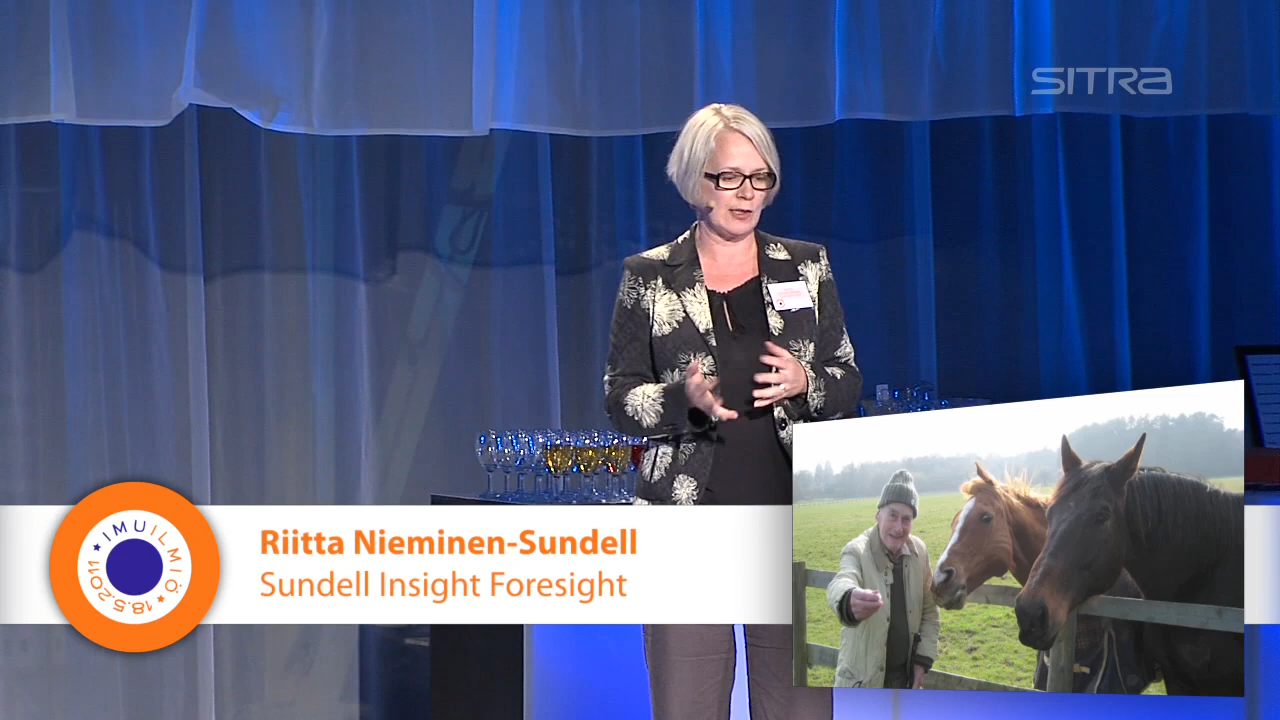 SITRA
Riitta Nieminen-Sundell
Sundell Insight Foresight
IMUILMIÖ
★ 18.5.2011 ★